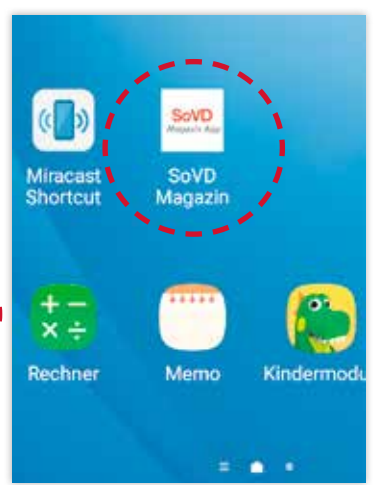 SoVD
Magazin App
Miracast
Shortcut
SoVD
Magazin
Rechner
Memo
Kindermodu